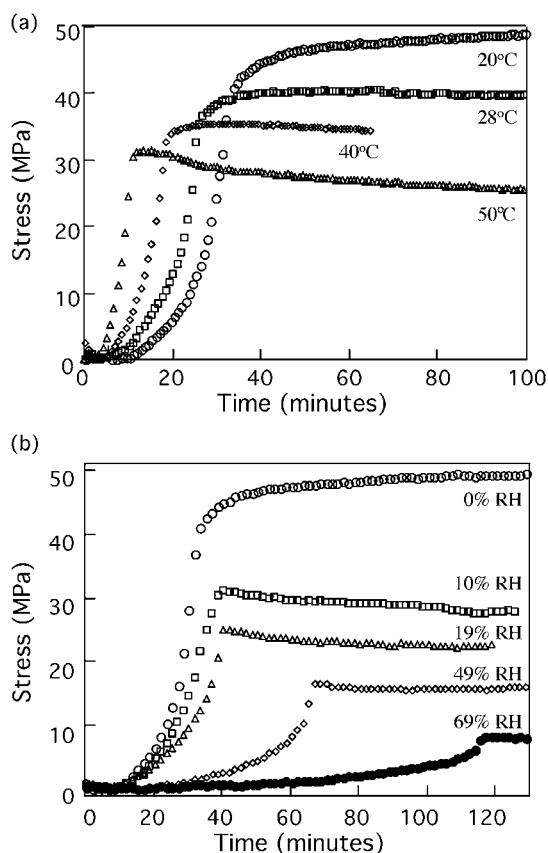 (a)
50
40
30
20
10
0
Stress (MPa)
20°C
28°C
40°C
50°C
0 20 40 60 80 100
Time (minutes)
(b)
50
40
30
20
10
0
Stress (MPa)
0% RH
10% RH
19% RH
49% RH
69% RH
0 20 40 60 80 100 120
Time (minutes)